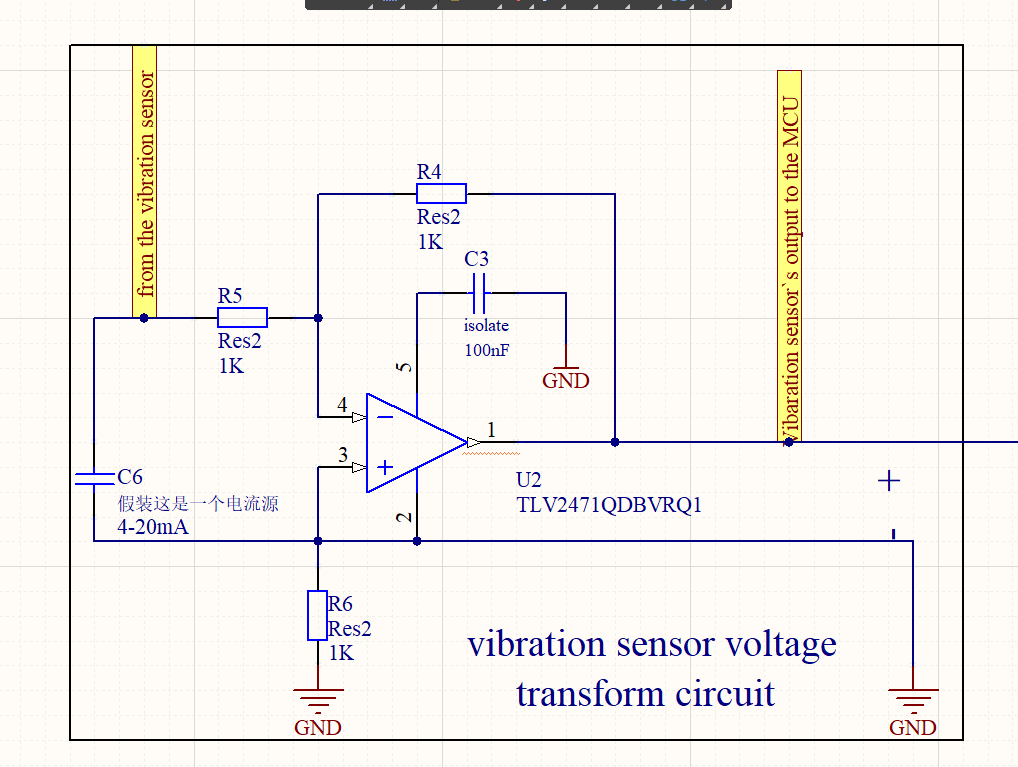 from the vibration sensor
Vibaration sensor`s output to the MCU
R4
Res2
1K
C3
isolate
100nF
GND
R5
Res2
1K
5
4
3
1
2
U2
TLV2471QDBVRQ1
C6
假装这是一个电流源
4-20mA
R6
Res2
1K
GND
vibration sensor voltage
transform circuit
GND